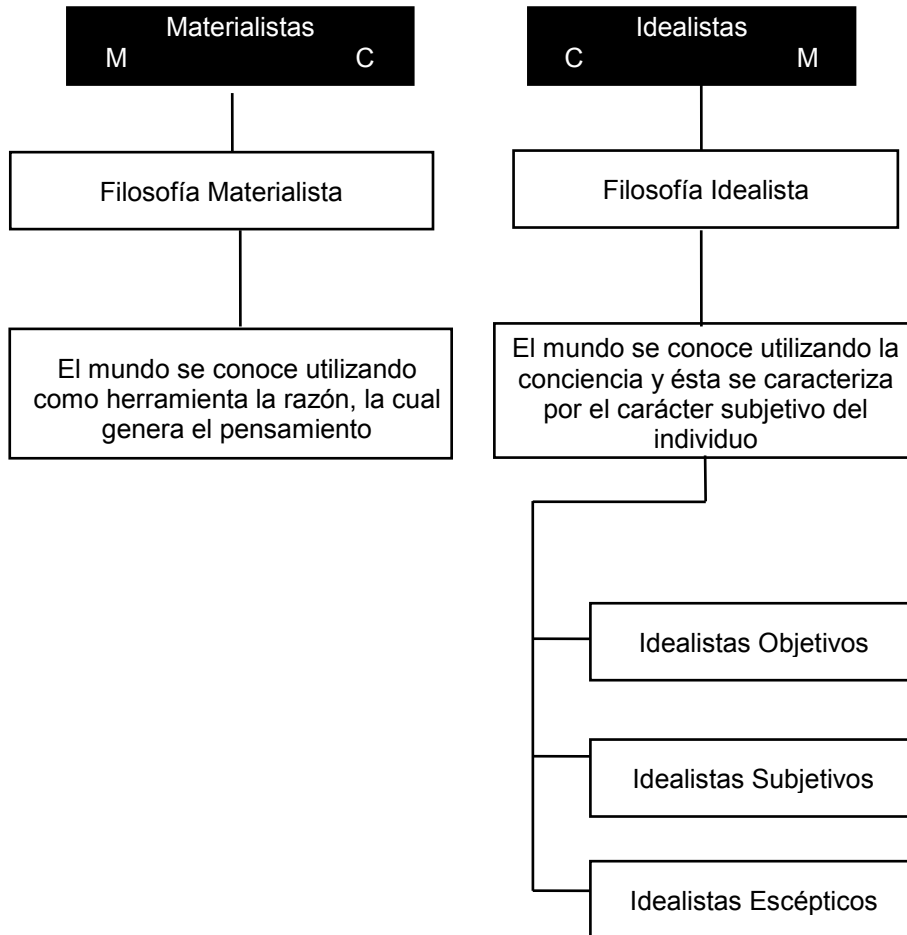 Materialistas
M C
Filosofía Materialista
El mundo se conoce utilizando
como herramienta la razón, la cual
genera el pensamiento
Idealistas
C M
Filosofía Idealista
El mundo se conoce utilizando la
conciencia y ésta se caracteriza
por el carácter subjetivo del
individuo
Idealistas Objetivos
Idealistas Subjetivos
Idealistas Escépticos